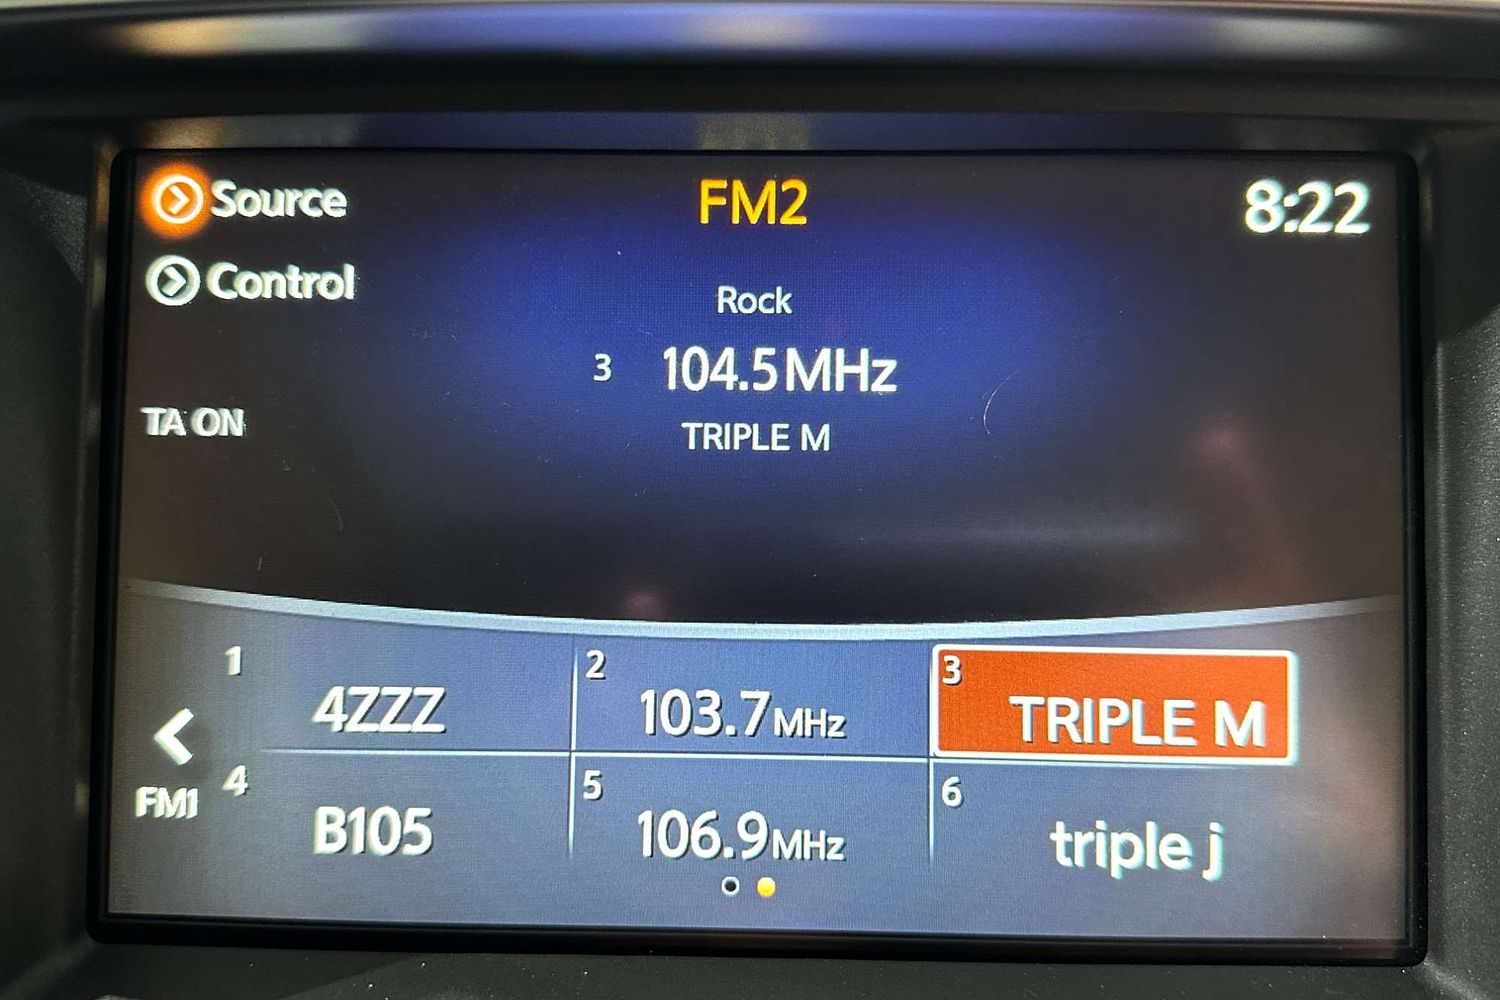 Source
FM2
8:22
Control
Rock
3 104.5MHz
TA ON
TRIPLE M
1 4ZZZ
2 103.7MHz
3 TRIPLE M
FM1
4 B105
5 106.9MHz
6 triple j